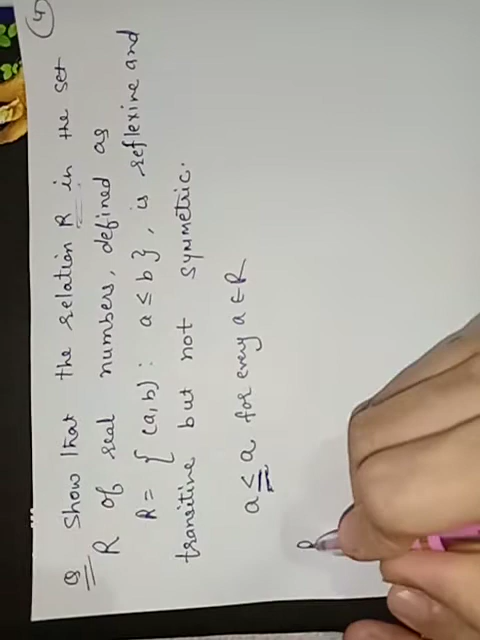 4
Q Show that the relation R in the set
R of real numbers, defined as
R = { (a,b) : a ≤ b } , is reflexive and
transitive but not symmetric.
a ≤ a for every a ∈ R